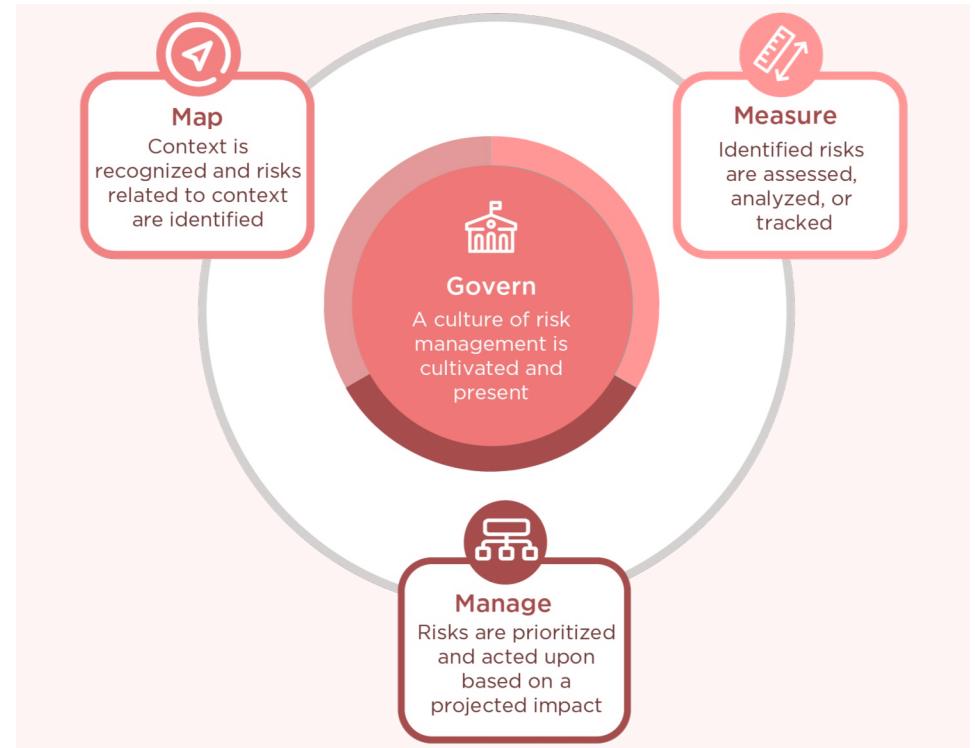 Map
Context is
recognized and risks
related to context
are identified
Measure
Identified risks
are assessed,
analyzed, or
tracked
Govern
A culture of risk
management is
cultivated and
present
Manage
Risks are prioritized
and acted upon
based on a
projected impact